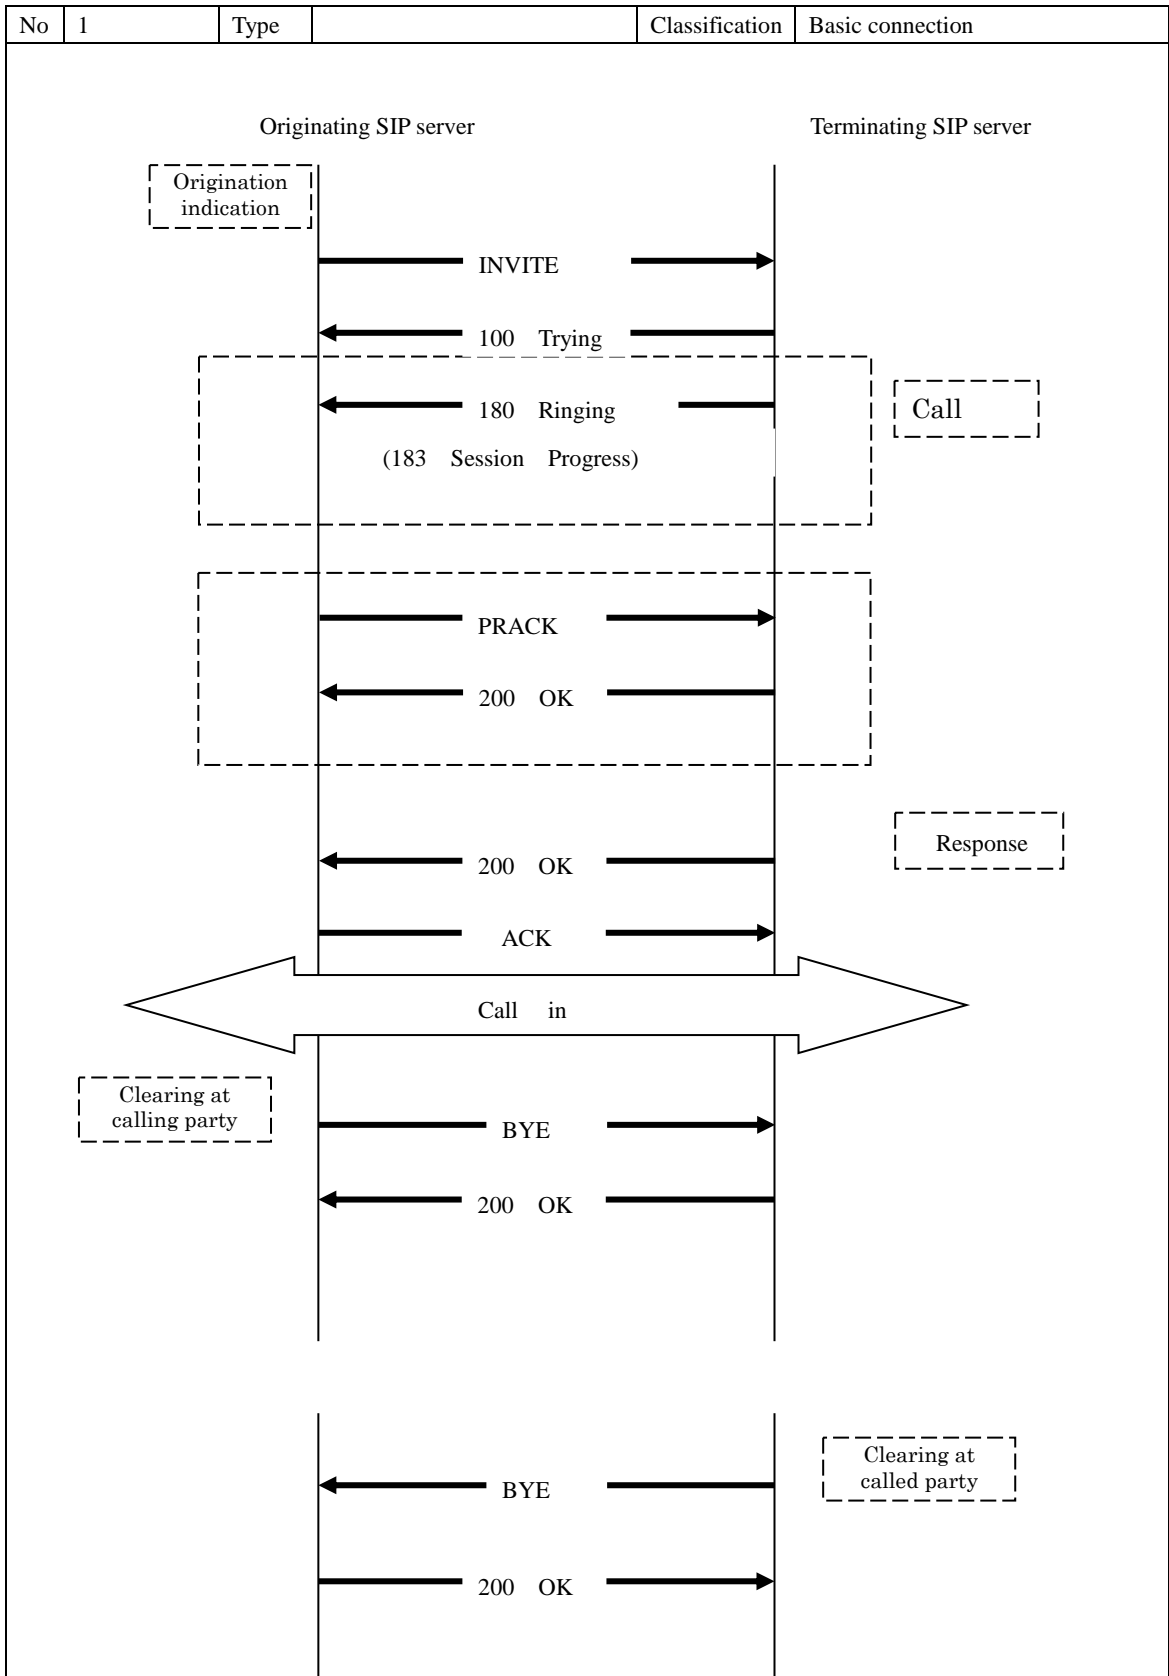 No 1 Type Classification Basic connection
Originating SIP server Terminating SIP server
Origination
indication
INVITE
100 Trying
180 Ringing
Call
(183 Session Progress)
PRACK
200 OK
Response
200 OK
ACK
Call in
Clearing at
calling party
BYE
200 OK
Clearing at
called party
BYE
200 OK